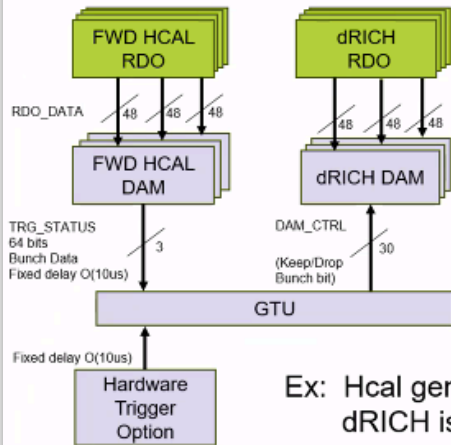 FWD HCAL
RDO
dRICH
RDO
RDO_DATA
48
48
48
48
48
48
FWD HCAL
DAM
dRICH DAM
TRG_STATUS
64 bits
Bunch Data
Fixed delay O(10us)
3
DAM_CTRL
(Keep/Drop
Bunch bit)
30
GTU
Fixed delay O(10us)
Hardware
Trigger
Option
Ex: Hcal ger
dRICH is